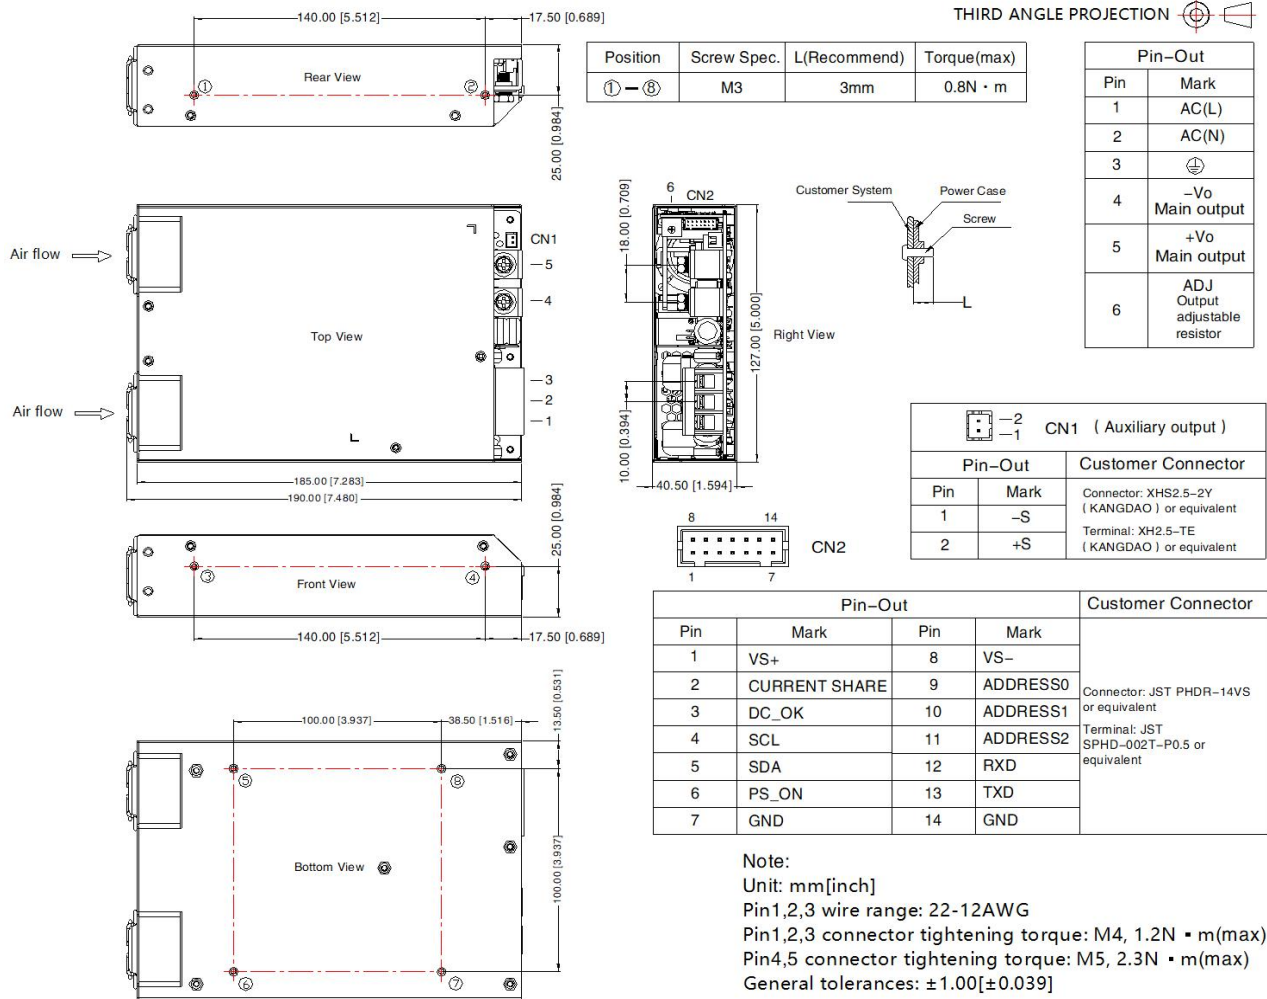 THIRD ANGLE PROJECTION
140.00 [5.512]
17.50 [0.689]
Rear View
1
2
25.00 [0.984]
Position Screw Spec. L(Recommend) Torque(max)
①－⑧ M3 3mm 0.8N・m
Pin-Out
Pin Mark
1 AC(L)
2 AC(N)
3
4 -Vo
Main output
5 +Vo
Main output
6 ADJ
Output
adjustable
resistor
Air flow
Air flow
Top View
CN1
5
4
3
2
1
185.00 [7.283]
190.00 [7.480]
6
CN2
18.00 [0.709]
10.00 [0.394]
127.00 [5.000]
40.50 [1.594]
Right View
Customer System
Power Case
Screw
L
2
1
CN1 ( Auxiliary output )
Pin-Out Customer Connector
Pin Mark
1 -S
2 +S
Connector: XHS2.5-2Y
( KANGDAO ) or equivalent
Terminal: XH2.5-TE
( KANGDAO ) or equivalent
25.00 [0.984]
3
4
Front View
140.00 [5.512]
17.50 [0.689]
8 14
CN2
1 7
Pin-Out Customer Connector
Pin Mark Pin Mark
1 VS+ 8 VS-
2 CURRENT SHARE 9 ADDRESS0
3 DC_OK 10 ADDRESS1
4 SCL 11 ADDRESS2
5 SDA 12 RXD
6 PS_ON 13 TXD
7 GND 14 GND
Connector: JST PHDR-14VS
or equivalent
Terminal: JST
SPHD-002T-P0.5 or
equivalent
100.00 [3.937]
38.50 [1.516]
13.50 [0.531]
100.00 [3.937]
5
8
Bottom View
6
7
Note:
Unit: mm[inch]
Pin1,2,3 wire range: 22-12AWG
Pin1,2,3 connector tightening torque: M4, 1.2N ▪ m(max)
Pin4,5 connector tightening torque: M5, 2.3N ▪ m(max)
General tolerances: ±1.00[±0.039]